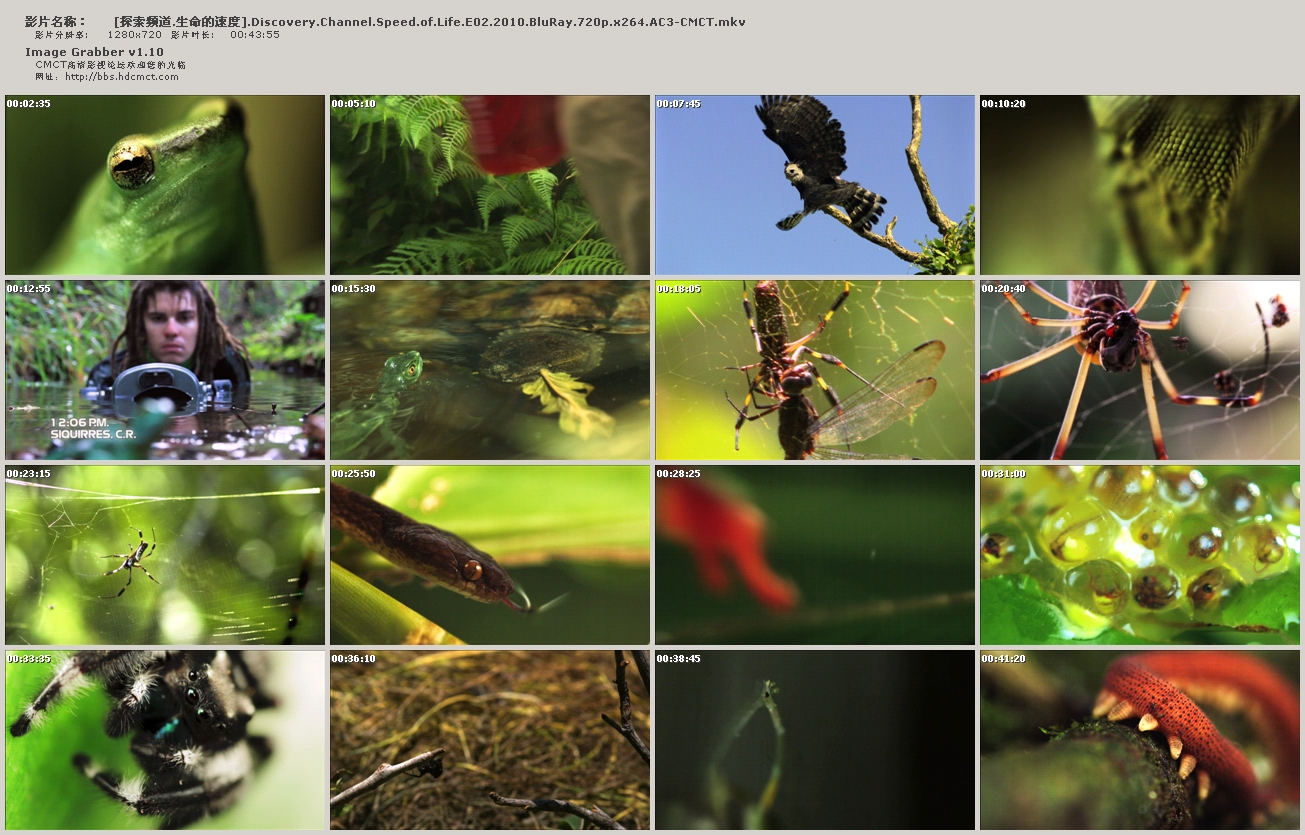 影片名称： [探索频道.生命的速度].Discovery.Channel.Speed.of.Life.E02.2010.BluRay.720p.x264.AC3-CMCT.mkv
影片分辨率： 1280x720 影片时长： 00:43:55
Image Grabber v1.10
CMCT高清影视论坛欢迎您的光临
网址：http://bbs.hdcmct.com
00:02:35 00:05:10 00:07:45 00:10:20
00:12:55 00:15:30 00:18:05 00:20:40
12:06 P.M.
SIQUIRRES, C.R.
00:23:15 00:25:50 00:28:25 00:31:00
00:33:35 00:36:10 00:38:45 00:41:20